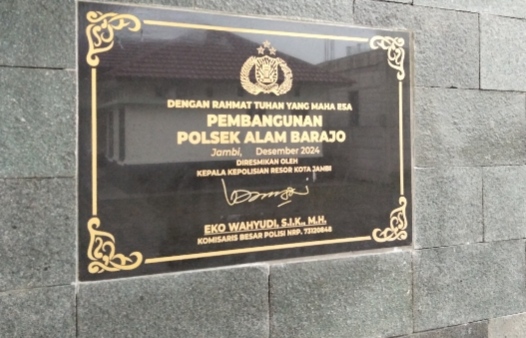 DENGAN RAHMAT TUHAN YANG MAHA ESA
PEMBANGUNAN
POLSEK ALAM BARAJO
Jambi, Desember 2024
DIRESMIKAN OLEH
KEPALA KEPOLISIAN RESOR KOTA JAMBI
EKO WAHYUDI, S.I.K., M.H,
KOMISARIS BESAR POLISI NRP. 73120648